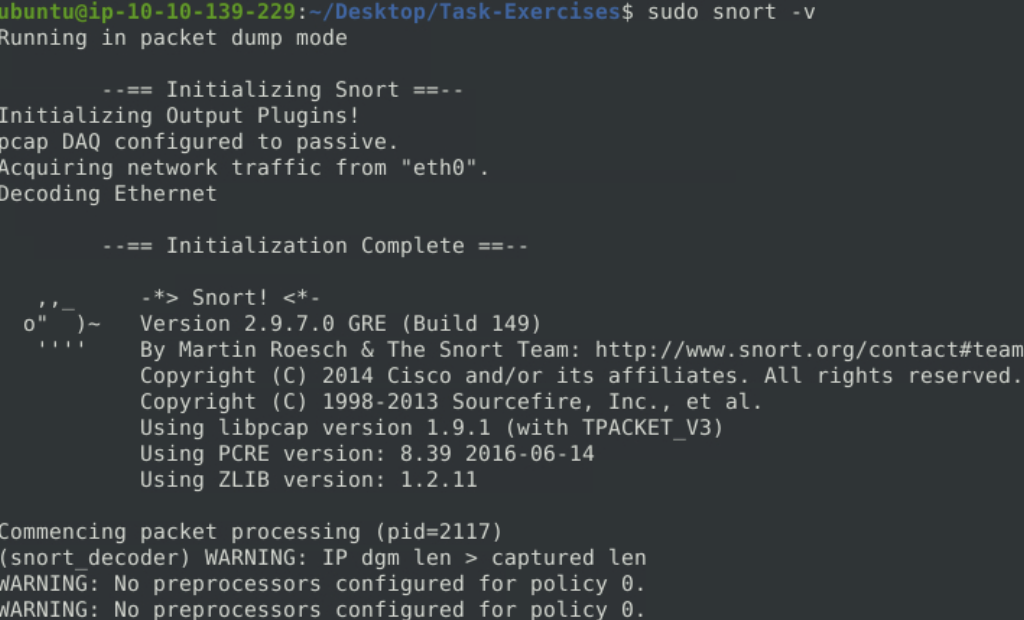 ubuntu@ip-10-10-139-229:~/Desktop/Task-Exercises$ sudo snort -v
Running in packet dump mode
--== Initializing Snort ==--
Initializing Output Plugins!
pcap DAQ configured to passive.
Acquiring network traffic from "eth0".
Decoding Ethernet
--== Initialization Complete ==--
,,_ -*> Snort! <*-
o" )~ Version 2.9.7.0 GRE (Build 149)
'''' By Martin Roesch & The Snort Team: http://www.snort.org/contact#team
Copyright (C) 2014 Cisco and/or its affiliates. All rights reserved.
Copyright (C) 1998-2013 Sourcefire, Inc., et al.
Using libpcap version 1.9.1 (with TPACKET_V3)
Using PCRE version: 8.39 2016-06-14
Using ZLIB version: 1.2.11
Commencing packet processing (pid=2117)
(snort_decoder) WARNING: IP dgm len > captured len
WARNING: No preprocessors configured for policy 0.
WARNING: No preprocessors configured for policy 0.